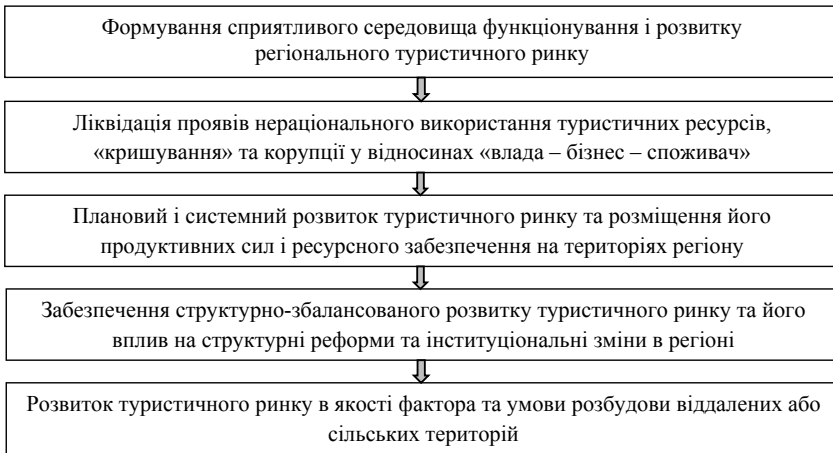 Формування сприятливого середовища функціонування і розвитку
регіонального туристичного ринку
Ліквідація проявів нераціонального використання туристичних ресурсів,
«кришування» та корупції у відносинах «влада – бізнес – споживач»
Плановий і системний розвиток туристичного ринку та розміщення його
продуктивних сил і ресурсного забезпечення на територіях регіону
Забезпечення структурно-збалансованого розвитку туристичного ринку та його
вплив на структурні реформи та інституціональні зміни в регіоні
Розвиток туристичного ринку в якості фактора та умови розбудови віддалених або
сільських територій